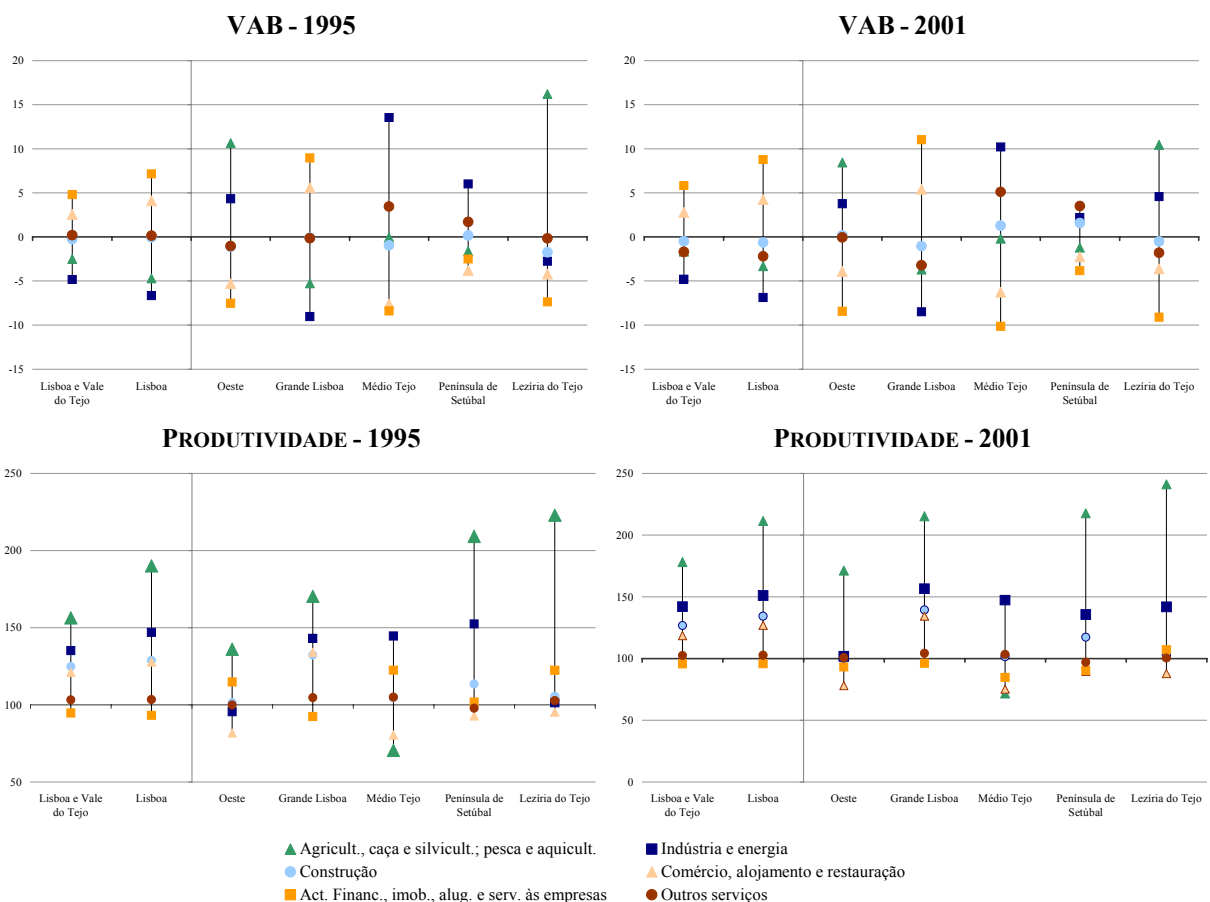 VAB - 1995
20
15
10
5
0
-5
-10
-15
Lisboa e Vale do Tejo
Lisboa
Oeste
Grande Lisboa
Médio Tejo
Península de Setúbal
Lezíria do Tejo
VAB - 2001
20
15
10
5
0
-5
-10
-15
Lisboa e Vale do Tejo
Lisboa
Oeste
Grande Lisboa
Médio Tejo
Península de Setúbal
Lezíria do Tejo
PRODUTIVIDADE - 1995
250
200
150
100
50
Lisboa e Vale do Tejo
Lisboa
Oeste
Grande Lisboa
Médio Tejo
Península de Setúbal
Lezíria do Tejo
PRODUTIVIDADE - 2001
250
200
150
100
50
0
Lisboa e Vale do Tejo
Lisboa
Oeste
Grande Lisboa
Médio Tejo
Península de Setúbal
Lezíria do Tejo
Agricult., caça e silvicult.; pesca e aquicult.
Indústria e energia
Construção
Comércio, alojamento e restauração
Act. Financ., imob., alug. e serv. às empresas
Outros serviços